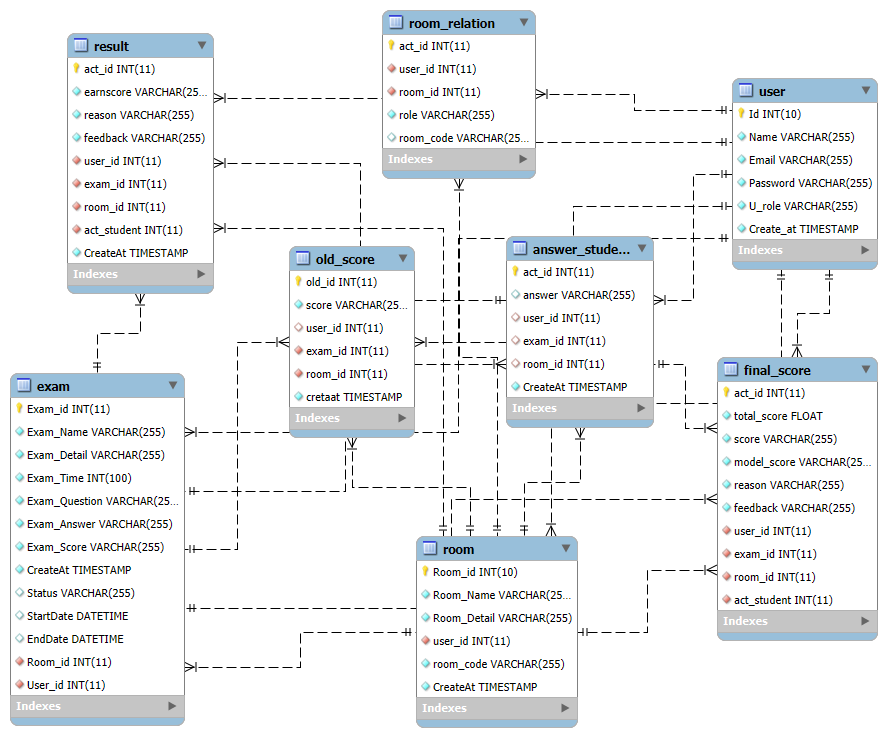 room_relation
act_id INT(11)
user_id INT(11)
room_id INT(11)
role VARCHAR(255)
room_code VARCHAR(25...
Indexes
result
act_id INT(11)
earnscore VARCHAR(25...
reason VARCHAR(255)
feedback VARCHAR(255)
user_id INT(11)
exam_id INT(11)
room_id INT(11)
act_student INT(11)
CreateAt TIMESTAMP
Indexes
user
Id INT(10)
Name VARCHAR(255)
Email VARCHAR(255)
Password VARCHAR(255)
U_role VARCHAR(255)
Create_at TIMESTAMP
Indexes
old_score
old_id INT(11)
score VARCHAR(25...
user_id INT(11)
exam_id INT(11)
room_id INT(11)
cretaat TIMESTAMP
Indexes
answer_stude...
act_id INT(11)
answer VARCHAR(255)
user_id INT(11)
exam_id INT(11)
room_id INT(11)
CreateAt TIMESTAMP
Indexes
exam
Exam_id INT(11)
Exam_Name VARCHAR(255)
Exam_Detail VARCHAR(255)
Exam_Time INT(100)
Exam_Question VARCHAR(25...
Exam_Answer VARCHAR(255)
Exam_Score VARCHAR(255)
CreateAt TIMESTAMP
Status VARCHAR(255)
StartDate DATETIME
EndDate DATETIME
Room_id INT(11)
User_id INT(11)
Indexes
final_score
act_id INT(11)
total_score FLOAT
score VARCHAR(255)
model_score VARCHAR(25...
reason VARCHAR(255)
feedback VARCHAR(255)
user_id INT(11)
exam_id INT(11)
room_id INT(11)
act_student INT(11)
Indexes
room
Room_id INT(10)
Room_Name VARCHAR(25...
Room_Detail VARCHAR(255)
user_id INT(11)
room_code VARCHAR(255)
CreateAt TIMESTAMP
Indexes